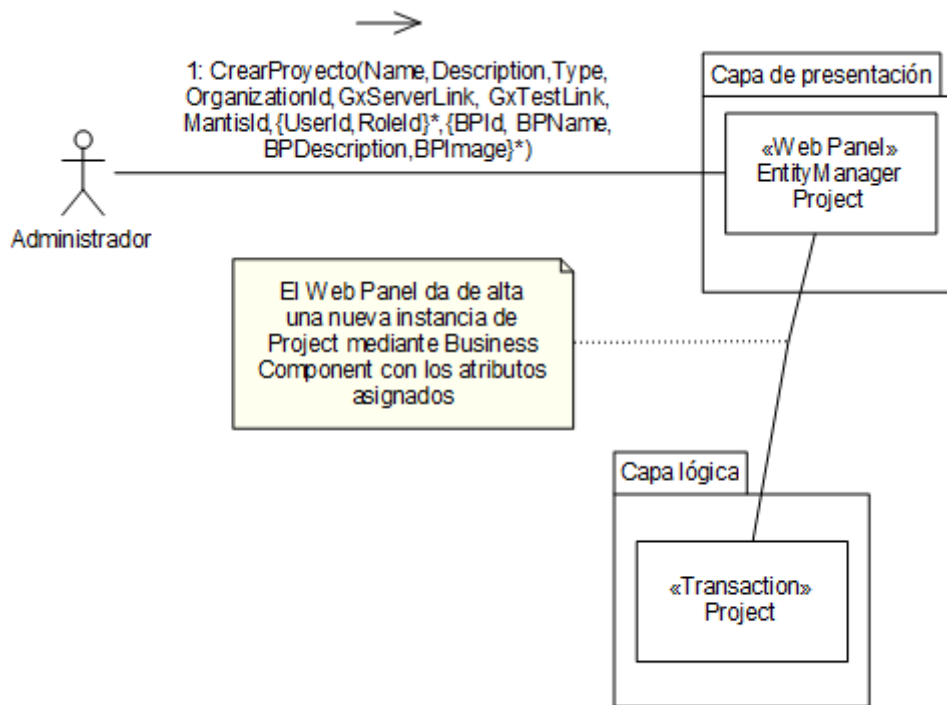 1: CrearProyecto(Name,Description,Type,
OrganizationId,GxServerLink, GxTestLink,
MantisId,{UserId,RoleId}*,{BPId, BPName,
BPDescription,BPImage}*)
Capa de presentación
«Web Panel»
EntityManager
Project
Administrador
El Web Panel da de alta
una nueva instancia de
Project mediante Business
Component con los atributos
asignados
Capa lógica
«Transaction»
Project